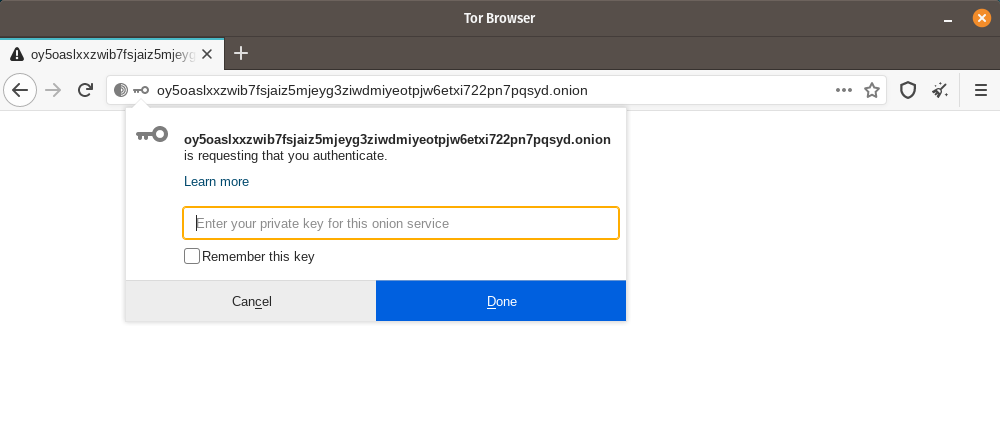 Tor Browser
oy5oaslxxzwib7fsjaiz5mjeyg
oy5oaslxxzwib7fsjaiz5mjeyg3ziwdmiyeotpjw6etxi722pn7pqsyd.onion
oy5oaslxxzwib7fsjaiz5mjeyg3ziwdmiyeotpjw6etxi722pn7pqsyd.onion
is requesting that you authenticate.
Learn more
Enter your private key for this onion service
Remember this key
Cancel
Done